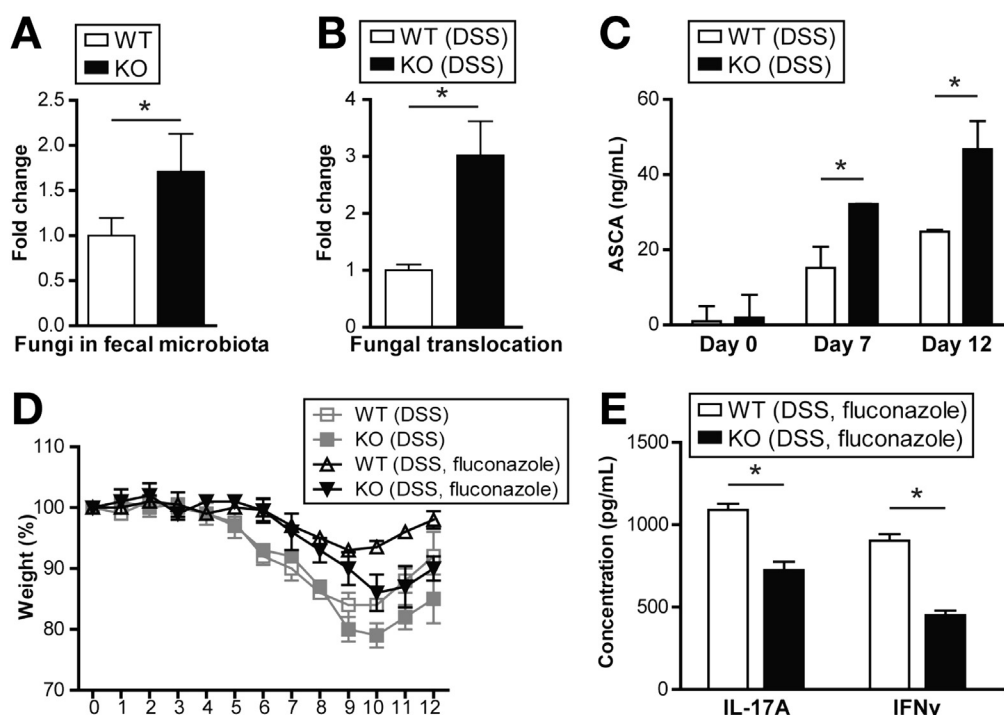 A
WT
KO
Fold change
2.5
2.0
1.5
1.0
0.5
0.0
*
Fungi in fecal microbiota
B
WT (DSS)
KO (DSS)
Fold change
4
3
2
1
0
*
Fungal translocation
C
WT (DSS)
KO (DSS)
ASCA (ng/mL)
60
40
20
0
*
*
Day 0 Day 7 Day 12
D
WT (DSS)
KO (DSS)
WT (DSS, fluconazole)
KO (DSS, fluconazole)
Weight (%)
110
100
90
80
70
0 1 2 3 4 5 6 7 8 9 10 11 12
E
WT (DSS, fluconazole)
KO (DSS, fluconazole)
Concentration (pg/mL)
1500
1000
500
0
*
*
IL-17A IFNγ